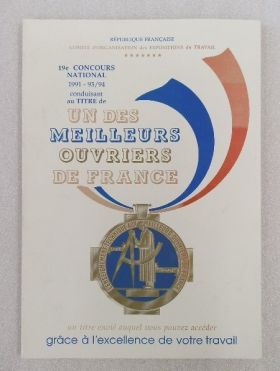 RÉPUBLIQUE FRANÇAISE
COMITÉ D'ORGANISATION des EXPOSITIONS du TRAVAIL
19e CONCOURS
NATIONAL
1991 - 93/94
conduisant
au TITRE de
UN DES
MEILLEURS
OUVRIERS
DE FRANCE
un titre envié auquel vous pouvez accéder
grâce à l'excellence de votre travail